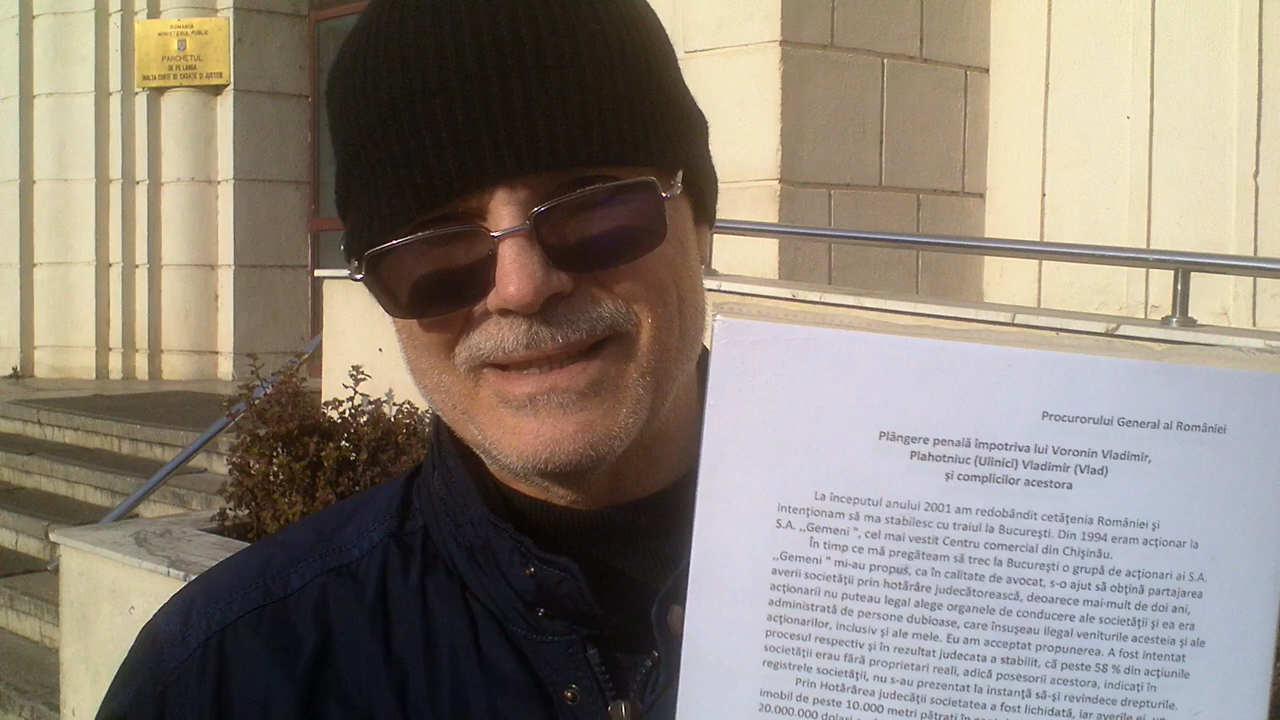 ROMÂNIA
MINISTERUL PUBLIC
PARCHETUL
DE PE LÂNGĂ
ÎNALTA CURTE DE CASAŢIE ŞI JUSTIŢIE
Procurorului General al României
Plângere penală împotriva lui Voronin Vladimir,
Plahotniuc (Ulinici) Vladimir (Vlad)
și complicilor acestora
La începutul anului 2001 am redobândit cetățenia României și
intenționam să ma stabilesc cu traiul la București. Din 1994 eram acționar la
S.A. ,,Gemeni ", cel mai vestit Centru comercial din Chișinău.
În timp ce mă pregăteam să trec la București o grupă de acționari ai S.A.
,,Gemeni " mi-au propus, ca în calitate de avocat, s-o ajut să obțină partajarea
averii societății prin hotărâre judecătorească, deoarece mai mult de doi ani,
acționarii nu puteau legal alege organele de conducere ale societății și ea era
administrată de persone dubioase, care însușeau ilegal veniturile acesteia și ale
acționarilor, inclusiv și ale mele. Eu am acceptat propunerea. A fost intentat
procesul respectiv și în rezultat judecata a stabilit, că peste 58 % din acțiunile
societății erau fără proprietari reali, adică posesorii acestora, indicați în
registrele societății, nu s-au prezentat la instanță să-și revindece drepturile.
Prin Hotărârea judecății societatea a fost lichidată, iar averile ei, un
imobil de peste 10.000 metri pătrați în
20.000.000 dolari